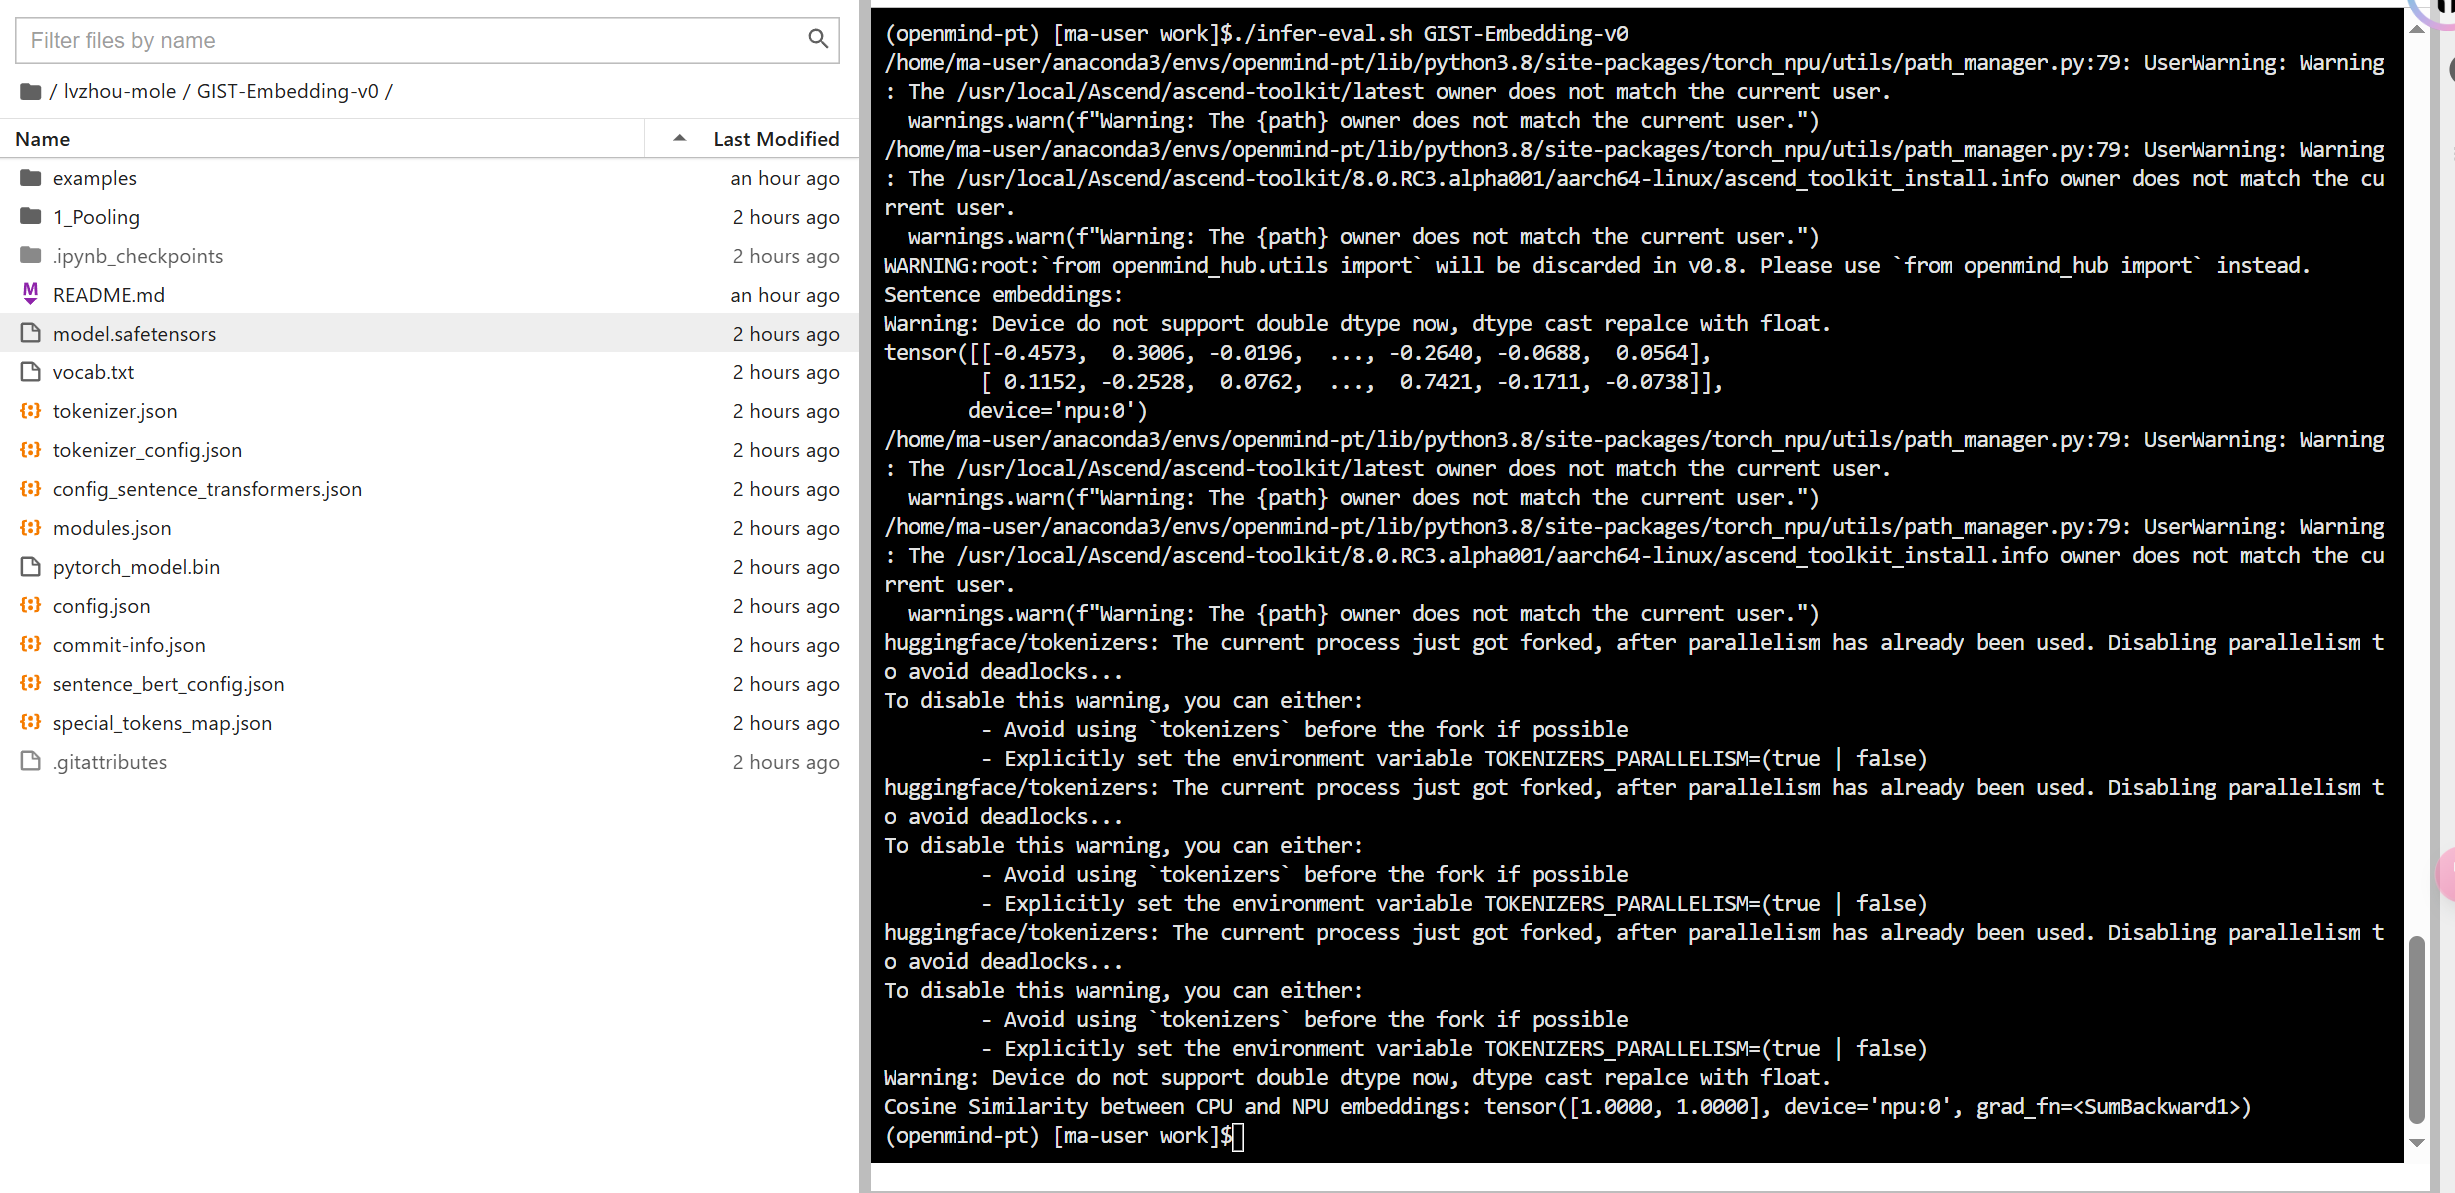 Filter files by name
/ lvzhou-mole / GIST-Embedding-v0 /
Name Last Modified
examples an hour ago
1_Pooling 2 hours ago
.ipynb_checkpoints 2 hours ago
README.md an hour ago
model.safetensors 2 hours ago
vocab.txt 2 hours ago
tokenizer.json 2 hours ago
tokenizer_config.json 2 hours ago
config_sentence_transformers.json 2 hours ago
modules.json 2 hours ago
pytorch_model.bin 2 hours ago
config.json 2 hours ago
commit-info.json 2 hours ago
sentence_bert_config.json 2 hours ago
special_tokens_map.json 2 hours ago
.gitattributes 2 hours ago
(openmind-pt) [ma-user work]$./infer-eval.sh GIST-Embedding-v0
/home/ma-user/anaconda3/envs/openmind-pt/lib/python3.8/site-packages/torch_npu/utils/path_manager.py:79: UserWarning: Warning
: The /usr/local/Ascend/ascend-toolkit/latest owner does not match the current user.
  warnings.warn(f"Warning: The {path} owner does not match the current user.")
/home/ma-user/anaconda3/envs/openmind-pt/lib/python3.8/site-packages/torch_npu/utils/path_manager.py:79: UserWarning: Warning
: The /usr/local/Ascend/ascend-toolkit/8.0.RC3.alpha001/aarch64-linux/ascend_toolkit_install.info owner does not match the cu
rrent user.
  warnings.warn(f"Warning: The {path} owner does not match the current user.")
WARNING:root:`from openmind_hub.utils import` will be discarded in v0.8. Please use `from openmind_hub import` instead.
Sentence embeddings:
Warning: Device do not support double dtype now, dtype cast repalce with float.
tensor([[-0.4573,  0.3006, -0.0196,  ..., -0.2640, -0.0688,  0.0564],
        [ 0.1152, -0.2528,  0.0762,  ...,  0.7421, -0.1711, -0.0738]],
       device='npu:0')
/home/ma-user/anaconda3/envs/openmind-pt/lib/python3.8/site-packages/torch_npu/utils/path_manager.py:79: UserWarning: Warning
: The /usr/local/Ascend/ascend-toolkit/latest owner does not match the current user.
  warnings.warn(f"Warning: The {path} owner does not match the current user.")
/home/ma-user/anaconda3/envs/openmind-pt/lib/python3.8/site-packages/torch_npu/utils/path_manager.py:79: UserWarning: Warning
: The /usr/local/Ascend/ascend-toolkit/8.0.RC3.alpha001/aarch64-linux/ascend_toolkit_install.info owner does not match the cu
rrent user.
  warnings.warn(f"Warning: The {path} owner does not match the current user.")
huggingface/tokenizers: The current process just got forked, after parallelism has already been used. Disabling parallelism t
o avoid deadlocks...
To disable this warning, you can either:
        - Avoid using `tokenizers` before the fork if possible
        - Explicitly set the environment variable TOKENIZERS_PARALLELISM=(true | false)
huggingface/tokenizers: The current process just got forked, after parallelism has already been used. Disabling parallelism t
o avoid deadlocks...
To disable this warning, you can either:
        - Avoid using `tokenizers` before the fork if possible
        - Explicitly set the environment variable TOKENIZERS_PARALLELISM=(true | false)
huggingface/tokenizers: The current process just got forked, after parallelism has already been used. Disabling parallelism t
o avoid deadlocks...
To disable this warning, you can either:
        - Avoid using `tokenizers` before the fork if possible
        - Explicitly set the environment variable TOKENIZERS_PARALLELISM=(true | false)
Warning: Device do not support double dtype now, dtype cast repalce with float.
Cosine Similarity between CPU and NPU embeddings: tensor([1.0000, 1.0000], device='npu:0', grad_fn=<SumBackward1>)
(openmind-pt) [ma-user work]$